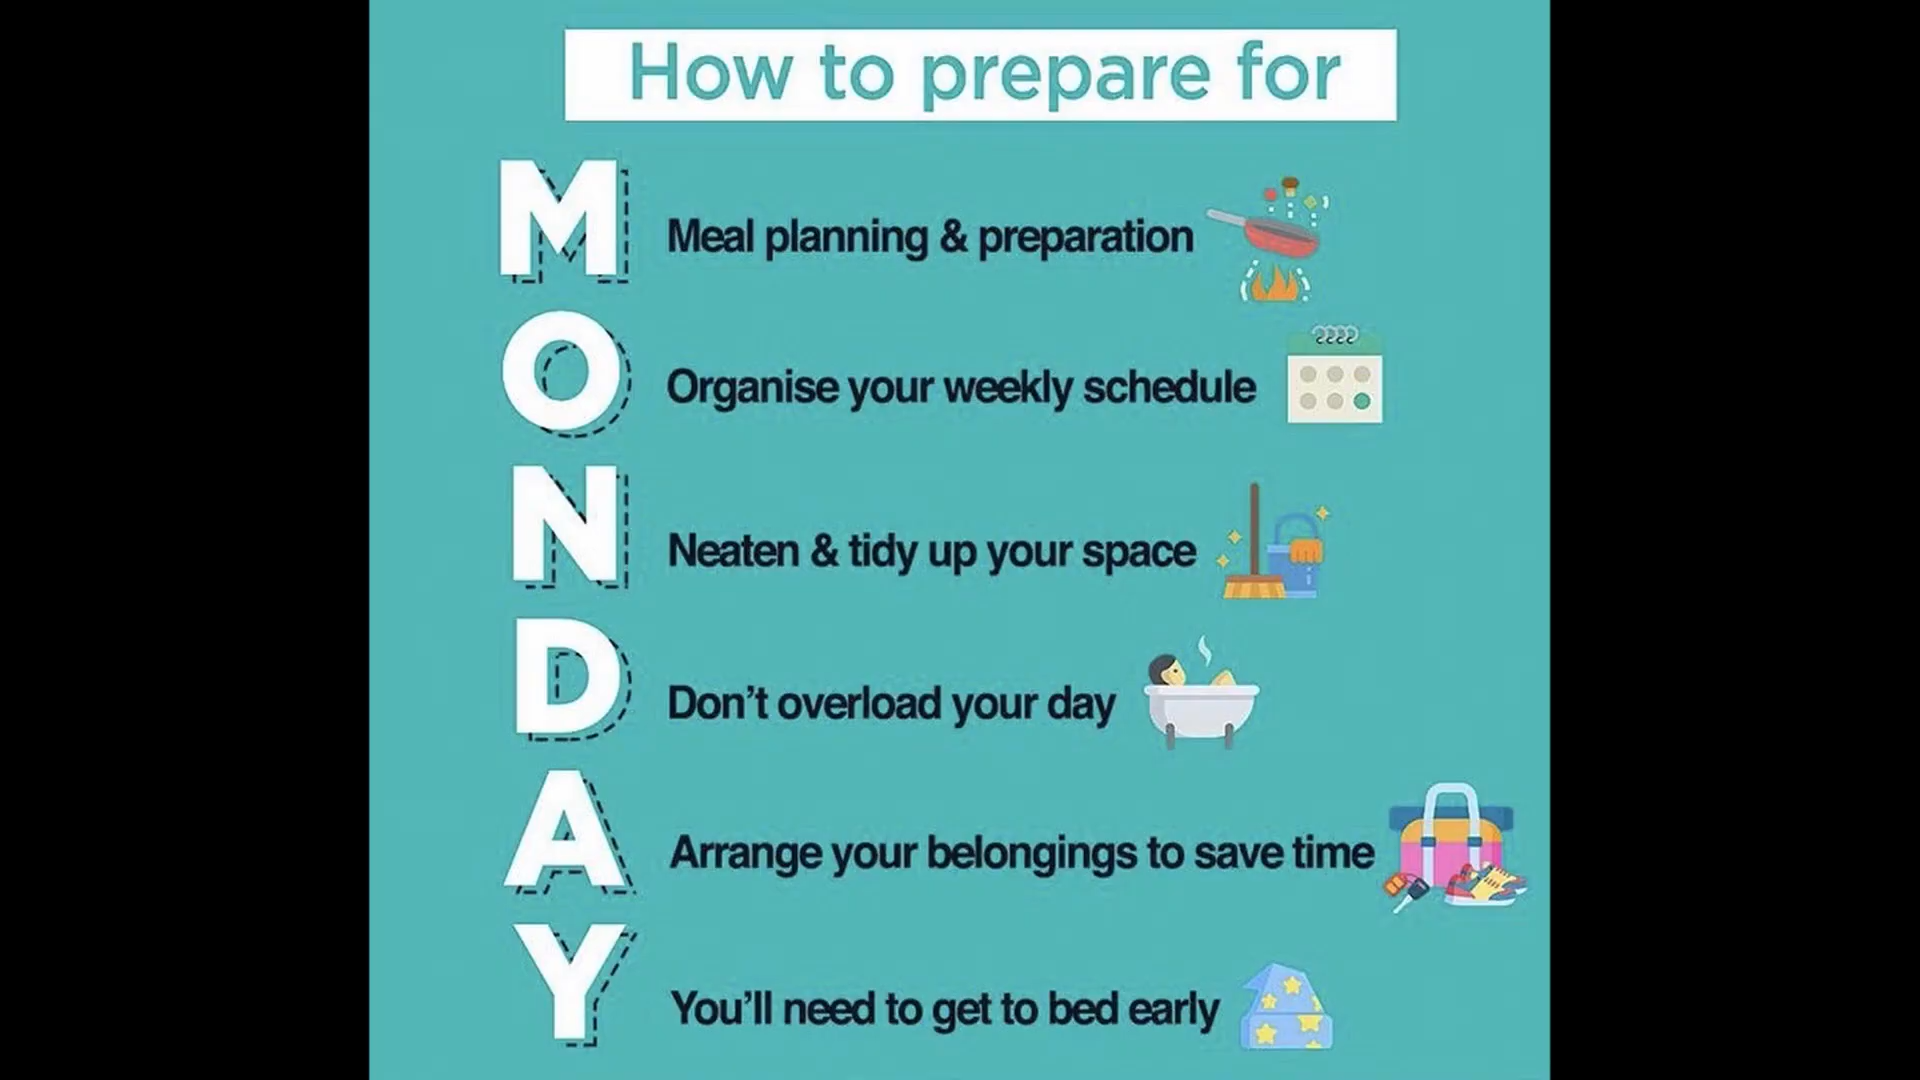 How to prepare for
M
Meal planning & preparation
O
Organise your weekly schedule
N
Neaten & tidy up your space
D
Don't overload your day
A
Arrange your belongings to save time
Y
You'll need to get to bed early